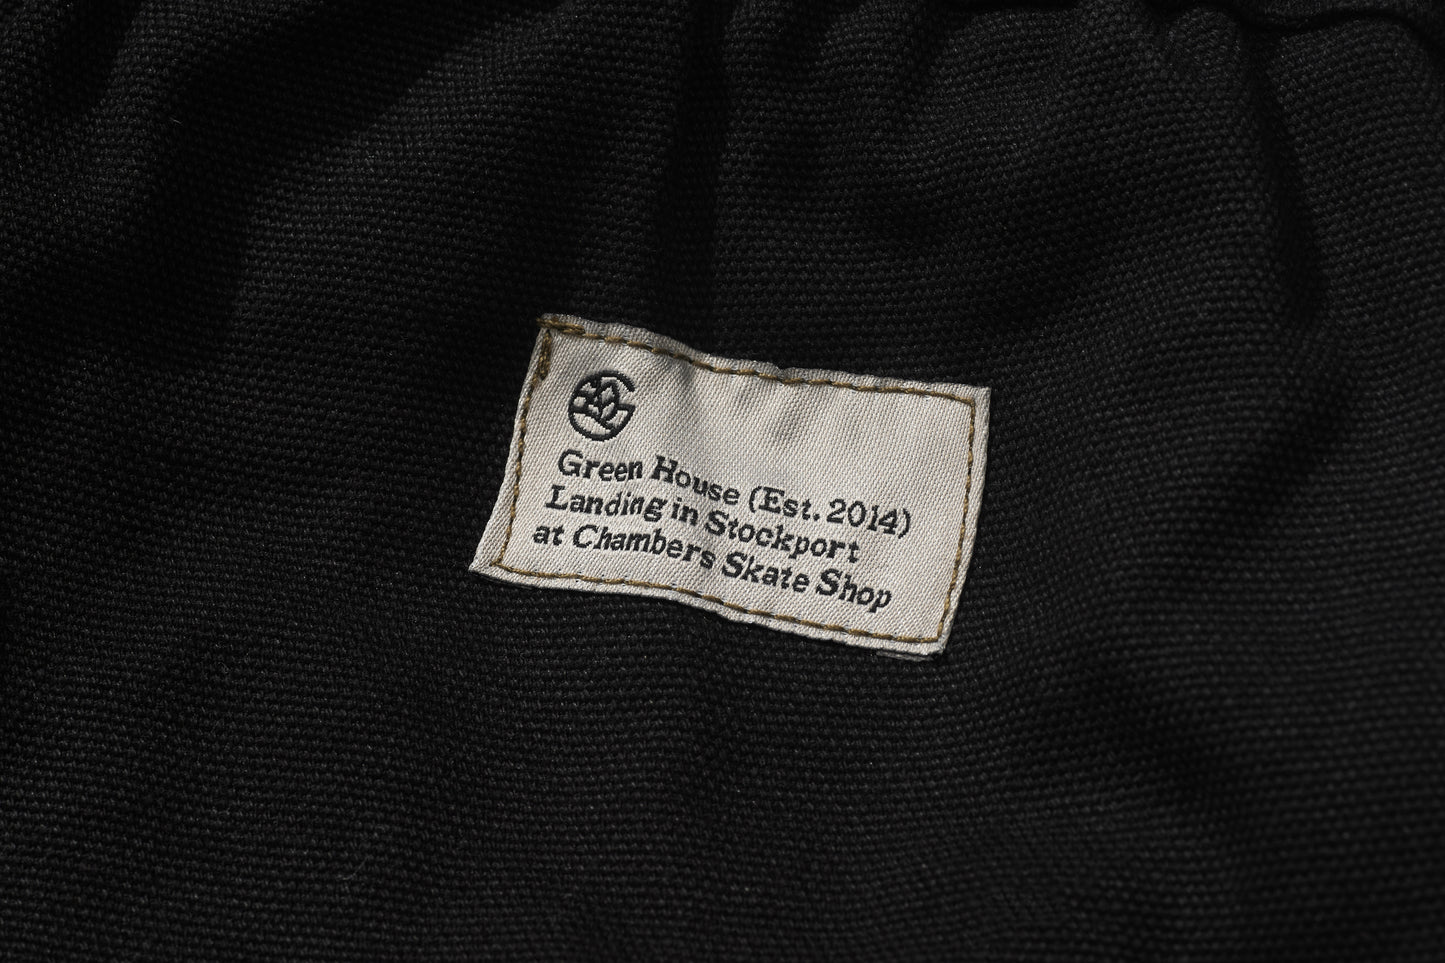 Green House (Est. 2014)
Landing in Stockport
at Chambers Skate Shop